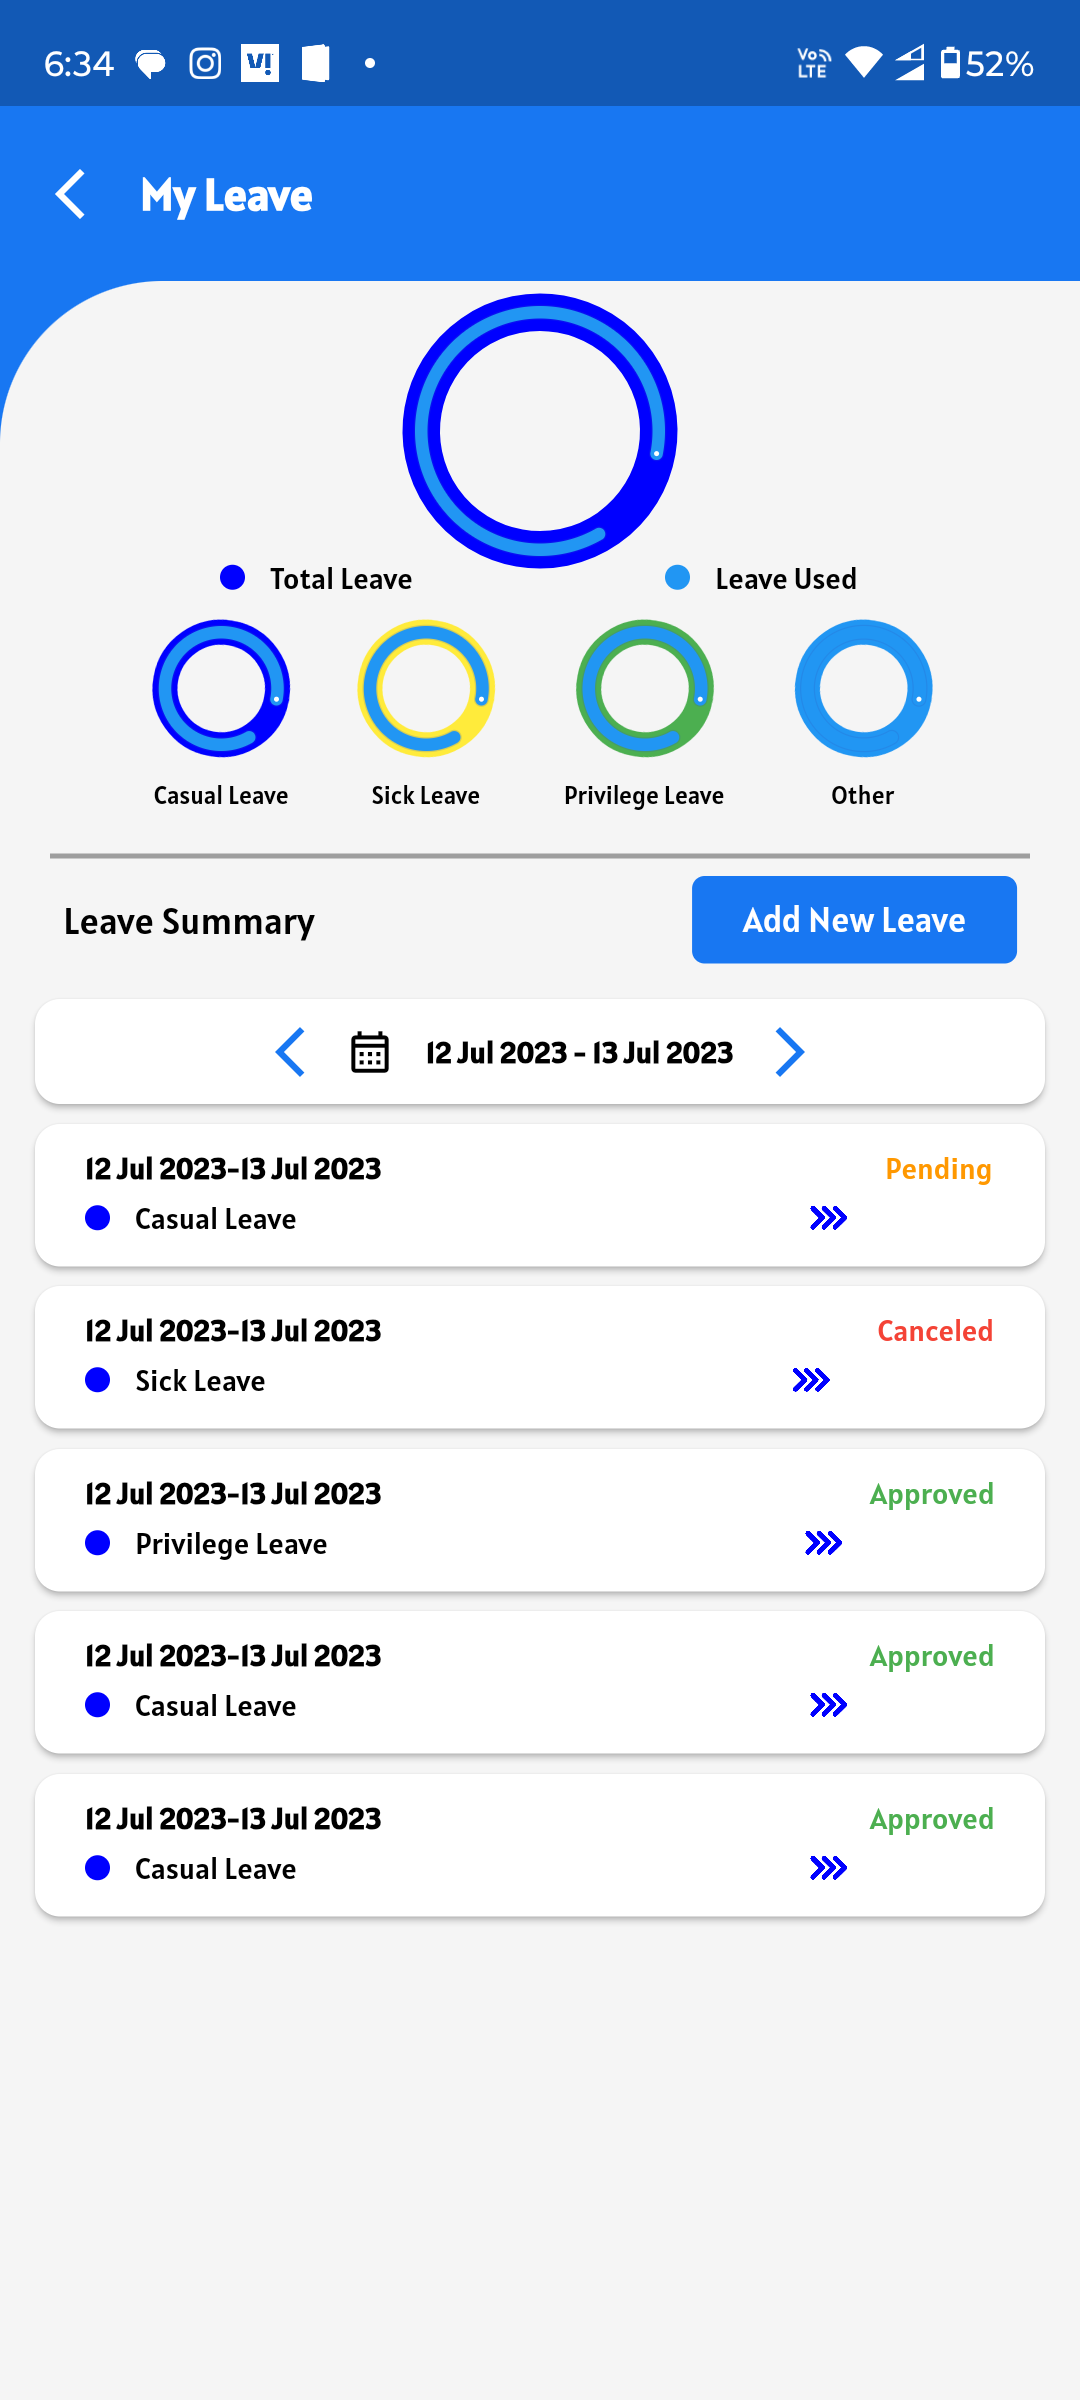 6:34
Vo LTE 52%
My Leave
Total Leave Leave Used
Casual Leave Sick Leave Privilege Leave Other
Leave Summary Add New Leave
12 Jul 2023 - 13 Jul 2023
12 Jul 2023-13 Jul 2023 Pending
Casual Leave
12 Jul 2023-13 Jul 2023 Canceled
Sick Leave
12 Jul 2023-13 Jul 2023 Approved
Privilege Leave
12 Jul 2023-13 Jul 2023 Approved
Casual Leave
12 Jul 2023-13 Jul 2023 Approved
Casual Leave